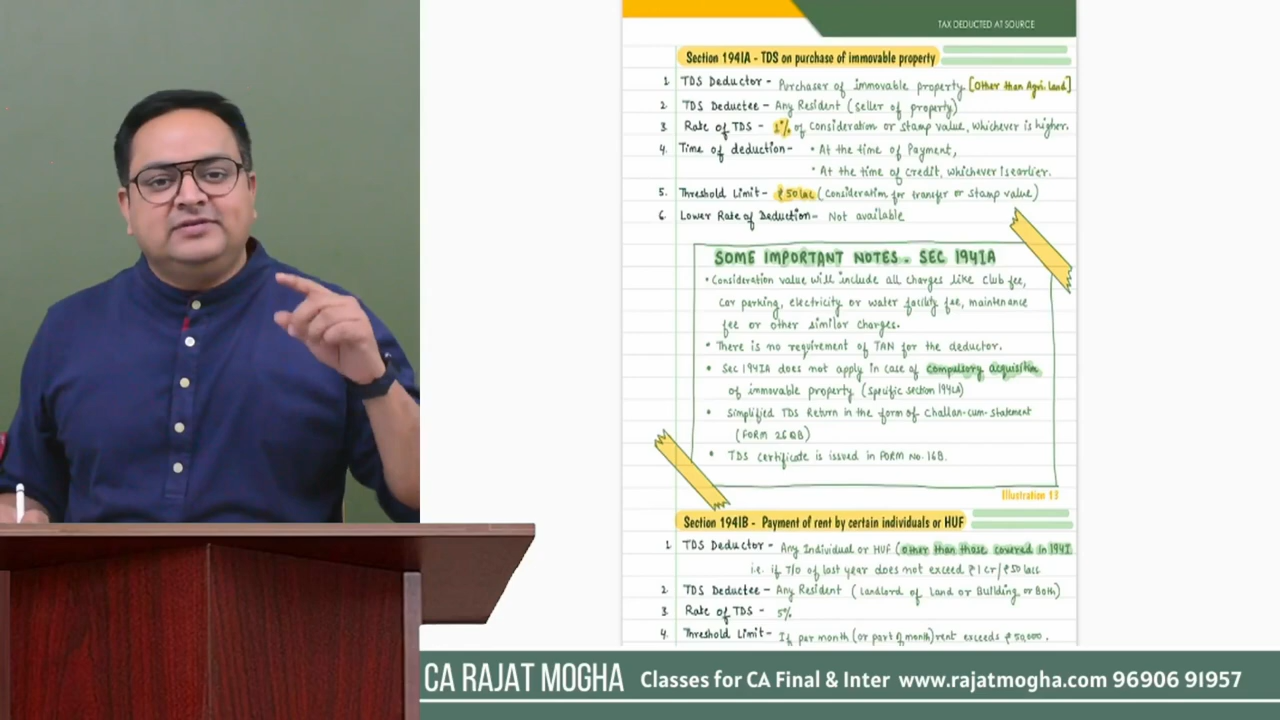 TAX DEDUCTED AT SOURCE
Section 194IA - TDS on purchase of immovable property
1. TDS Deductor - Purchaser of immovable property [Other than Agri. Land]
2. TDS Deductee - Any Resident (seller of property)
3. Rate of TDS - 1% of consideration or stamp value, whichever is higher.
4. Time of deduction - • At the time of Payment,
• At the time of credit, whichever is earlier.
5. Threshold Limit - ₹50 lac (consideration for transfer or stamp value)
6. Lower Rate of Deduction - Not available
SOME IMPORTANT NOTES - SEC 194IA
• Consideration value will include all charges like club fee,
car parking, electricity or water facility fee, maintenance
fee or other similar charges.
• There is no requirement of TAN for the deductor.
• Sec 194IA does not apply in case of compulsory acquisition
of immovable property (specific section 194LA)
• Simplified TDS Return in the form of Challan-cum-statement
(FORM 26QB)
• TDS certificate is issued in FORM No. 16B.
Illustration 13
Section 194IB - Payment of rent by certain individuals or HUF
1. TDS Deductor - Any Individual or HUF (other than those covered in 194I
i.e. if T/O of last year does not exceed ₹1 cr/₹50 lacs
2. TDS Deductee - Any Resident (landlord of Land or Building, or Both)
3. Rate of TDS - 5%
4. Threshold Limit - If per month (or part of month) rent exceeds ₹50,000.
CA RAJAT MOGHA Classes for CA Final & Inter www.rajatmogha.com 96906 91957